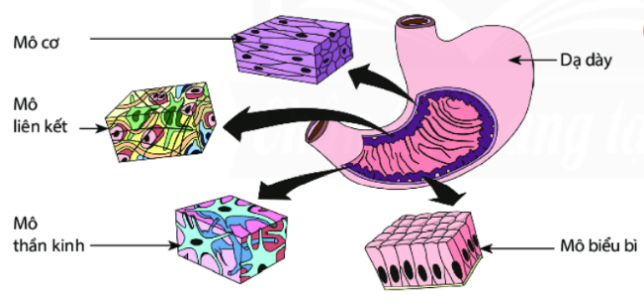 Mô cơ
Dạ dày
Mô
liên kết
Mô
thần kinh
Mô biểu bì